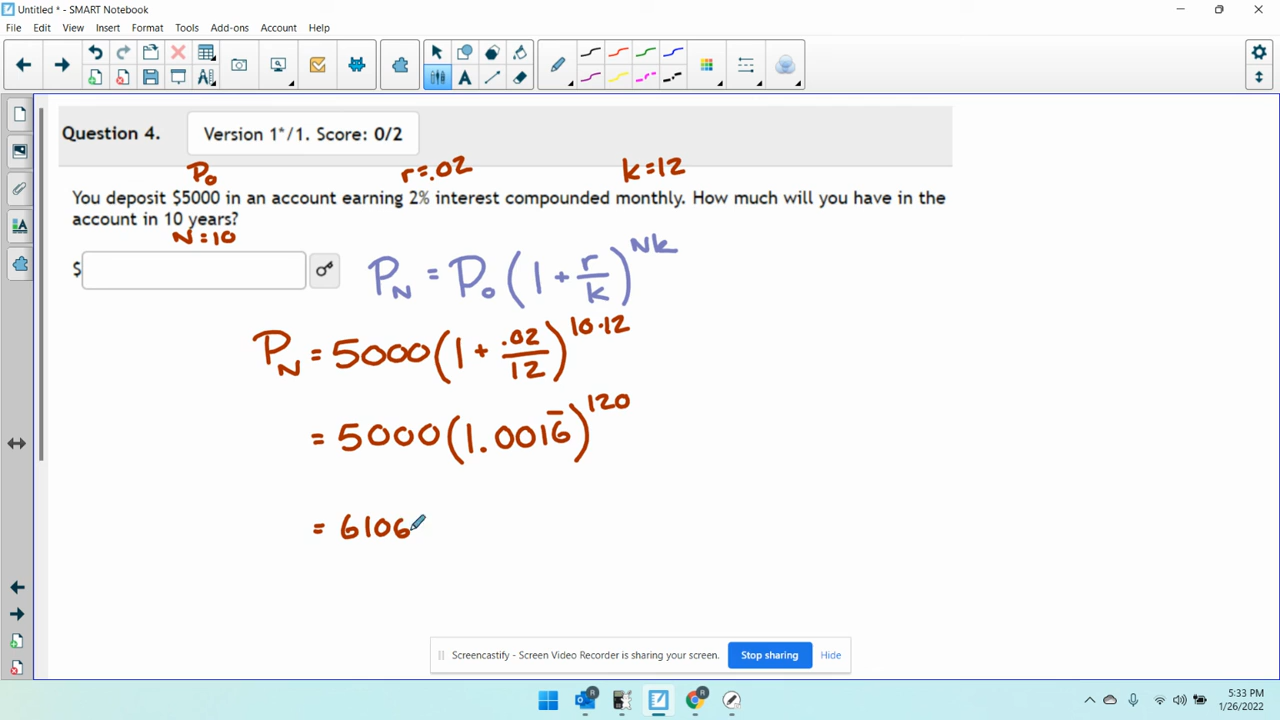 Untitled * - SMART Notebook
File Edit View Insert Format Tools Add-ons Account Help
Question 4. Version 1*/1. Score: 0/2
P₀ r=.02 k=12
You deposit $5000 in an account earning 2% interest compounded monthly. How much will you have in the
account in 10 years?
N=10
$
P_N = P₀ (1 + r/k)^(Nk)
P_N = 5000 (1 + .02/12)^(10·12)
= 5000 (1.0016̅)^120
= 6106
Screencastify - Screen Video Recorder is sharing your screen. Stop sharing Hide
5:33 PM
1/26/2022